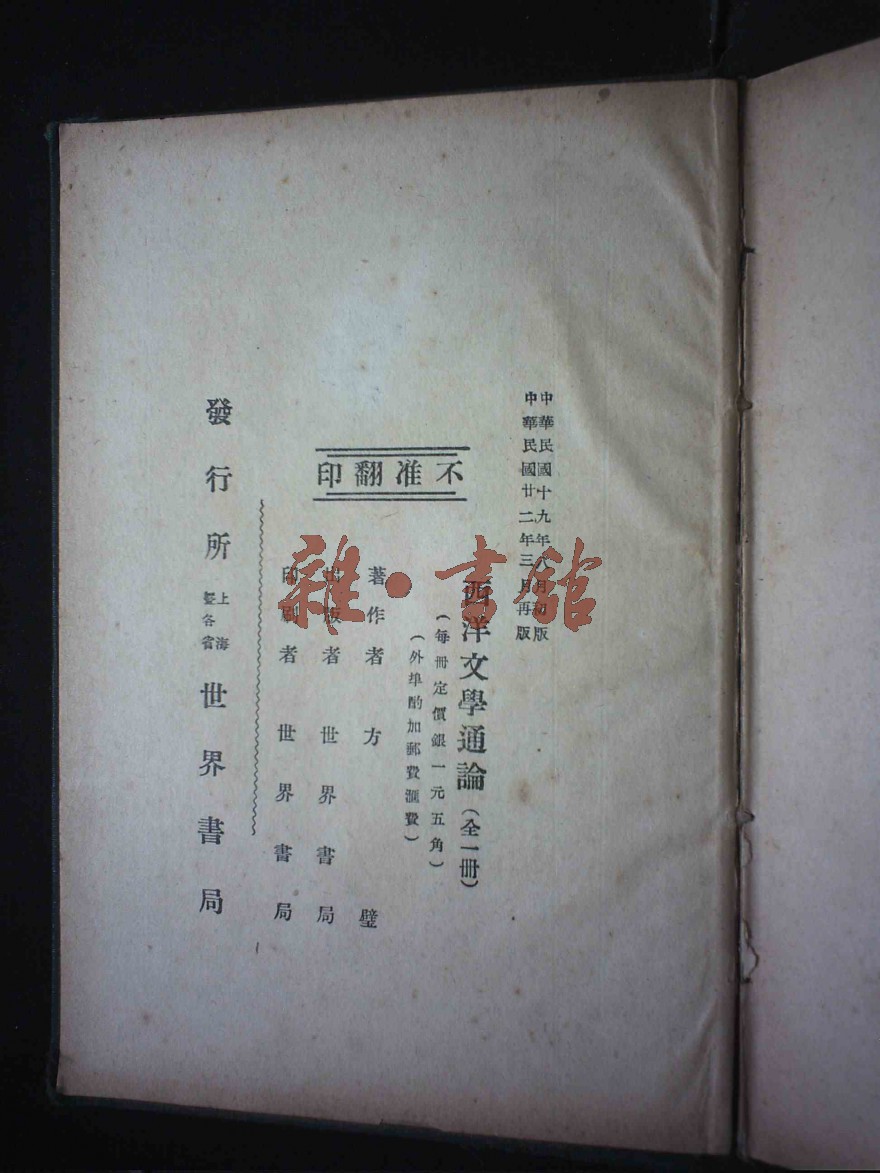 中華民國十九年八月初版
中華民國廿二年三月再版
西洋文學通論（全一冊）
（每冊定價銀一元五角）
（外埠酌加郵費滙費）
不准翻印
著作者 方璧
出版者 世界書局
印刷者 世界書局
發行所 上海暨各省 世界書局
雜·書館